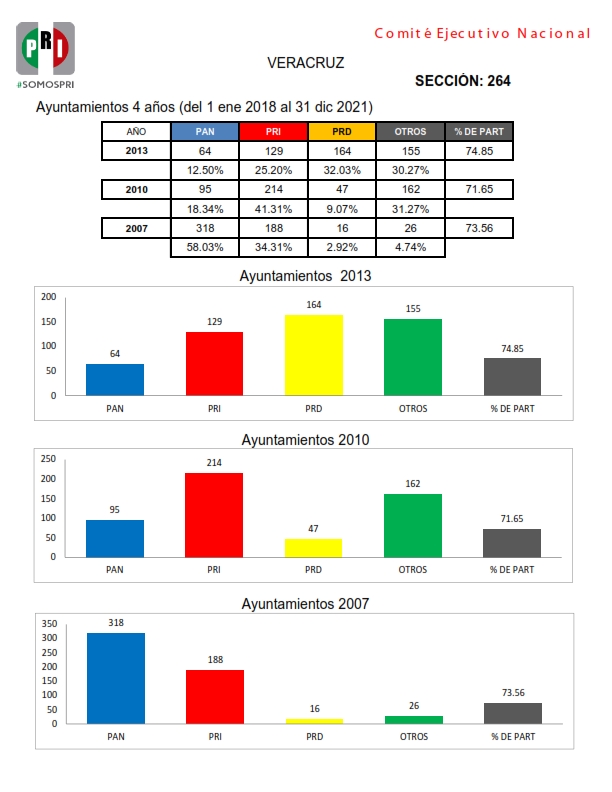 Comité Ejecutivo Nacional
PRI
#SOMOSPRI
VERACRUZ
SECCIÓN: 264
Ayuntamientos 4 años (del 1 ene 2018 al 31 dic 2021)
AÑO PAN PRI PRD OTROS % DE PART
2013 64 129 164 155 74.85
12.50% 25.20% 32.03% 30.27%
2010 95 214 47 162 71.65
18.34% 41.31% 9.07% 31.27%
2007 318 188 16 26 73.56
58.03% 34.31% 2.92% 4.74%
Ayuntamientos 2013
200
150
100
50
0
64
129
164
155
74.85
PAN PRI PRD OTROS % DE PART
Ayuntamientos 2010
250
200
150
100
50
0
95
214
47
162
71.65
PAN PRI PRD OTROS % DE PART
Ayuntamientos 2007
350
300
250
200
150
100
50
0
318
188
16
26
73.56
PAN PRI PRD OTROS % DE PART